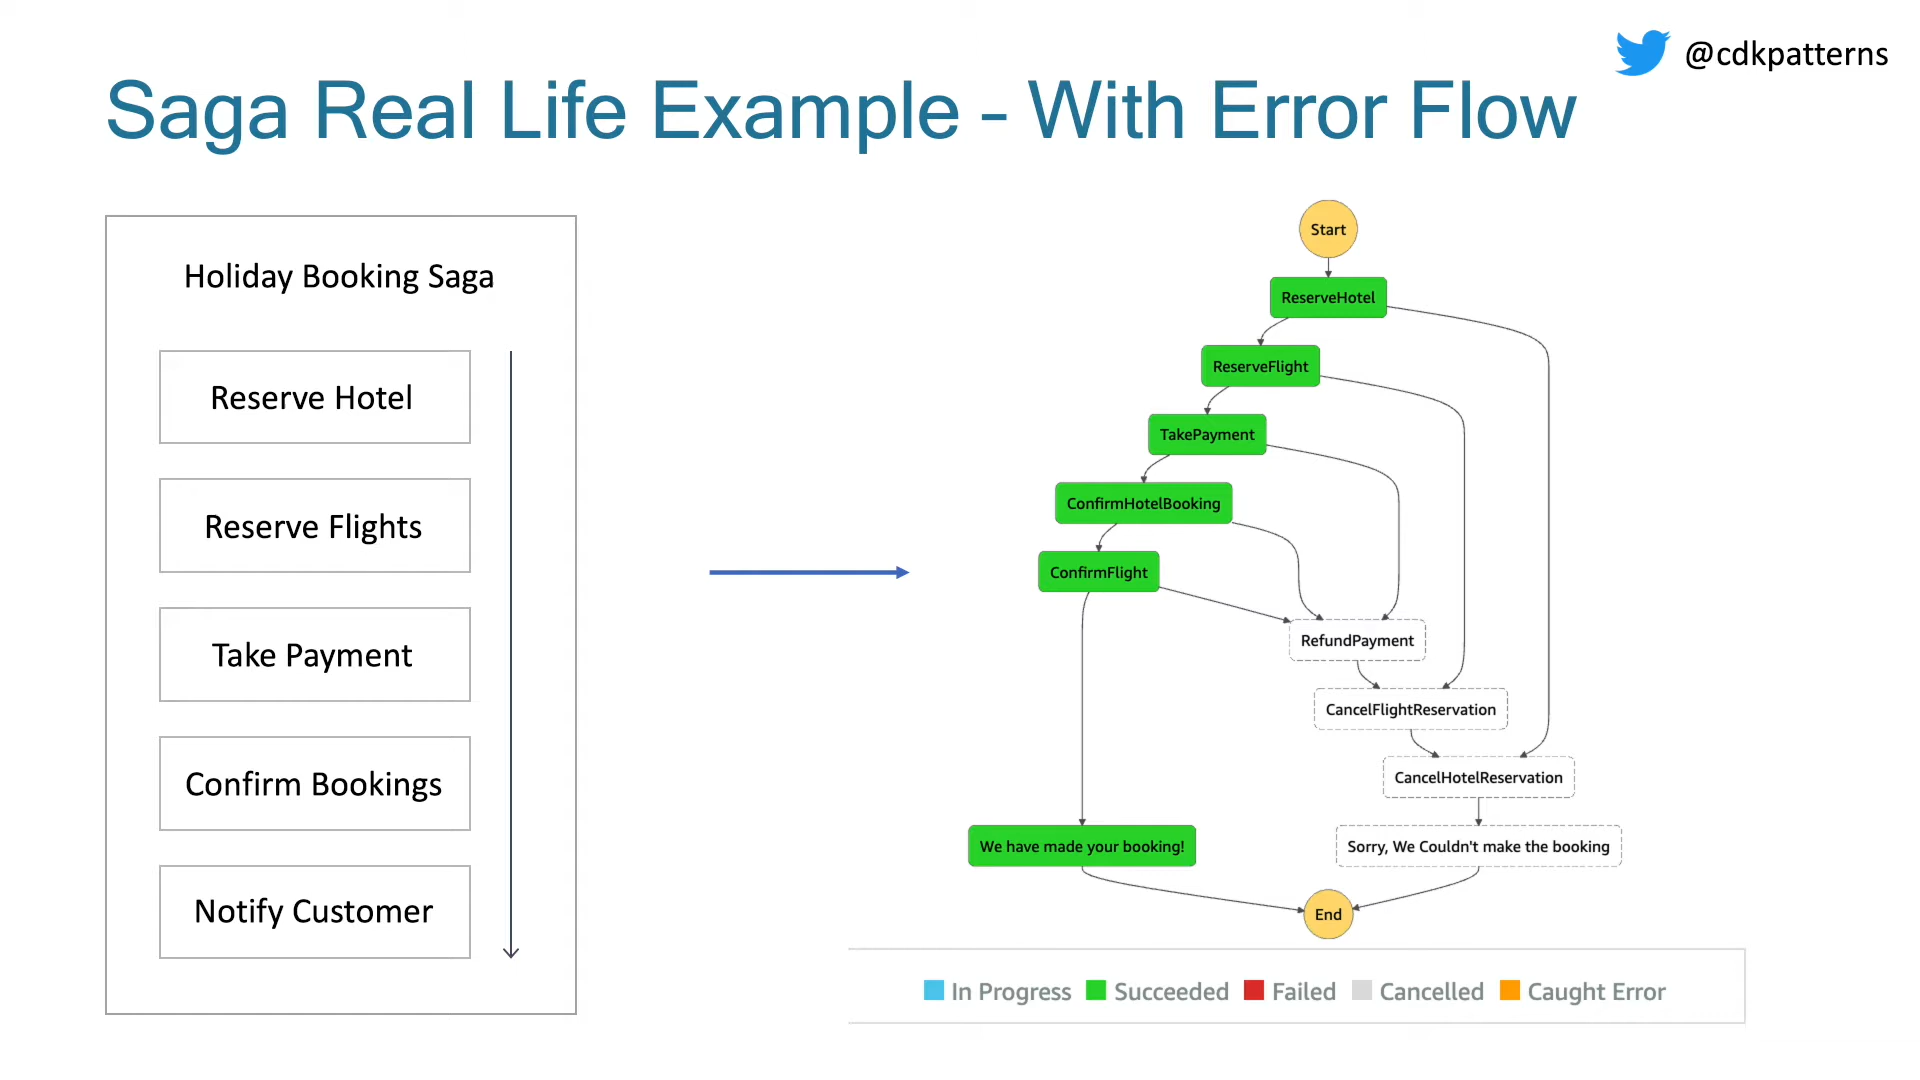 @cdkpatterns
Saga Real Life Example – With Error Flow
Holiday Booking Saga
Reserve Hotel
Reserve Flights
Take Payment
Confirm Bookings
Notify Customer
Start
ReserveHotel
ReserveFlight
TakePayment
ConfirmHotelBooking
ConfirmFlight
RefundPayment
CancelFlightReservation
CancelHotelReservation
We have made your booking!
Sorry, We Couldn't make the booking
End
In Progress Succeeded Failed Cancelled Caught Error